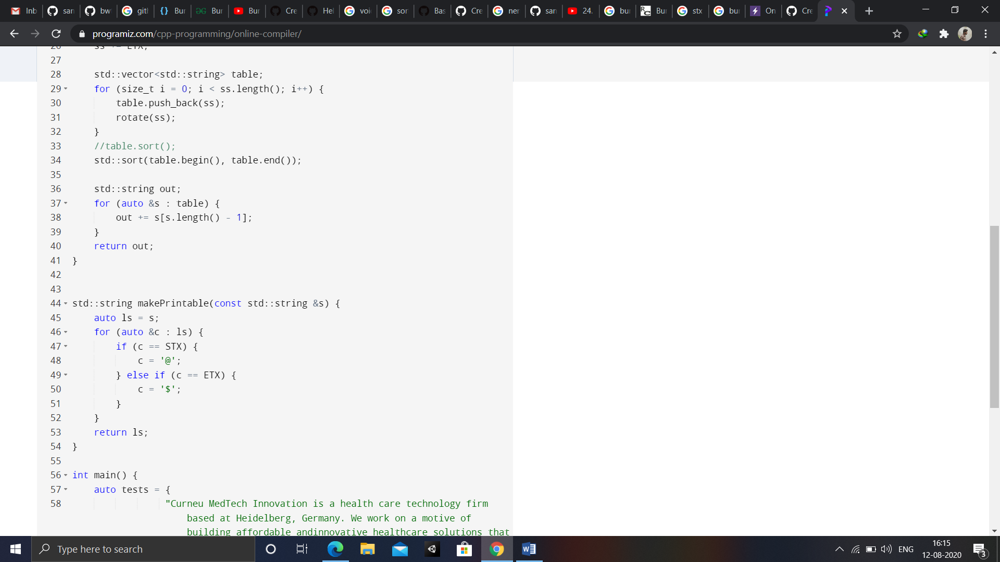 Inb
san
bw
gitl
Bur
Bur
Bur
Cre
Hel
voi
sor
Bas
Cre
ner
san
24.
bur
Bur
stx
bur
On
Cre
programiz.com/cpp-programming/online-compiler/
26 ss += ETX;
27
28 std::vector<std::string> table;
29 for (size_t i = 0; i < ss.length(); i++) {
30 table.push_back(ss);
31 rotate(ss);
32 }
33 //table.sort();
34 std::sort(table.begin(), table.end());
35
36 std::string out;
37 for (auto &s : table) {
38 out += s[s.length() - 1];
39 }
40 return out;
41 }
42
43
44 std::string makePrintable(const std::string &s) {
45 auto ls = s;
46 for (auto &c : ls) {
47 if (c == STX) {
48 c = '@';
49 } else if (c == ETX) {
50 c = '$';
51 }
52 }
53 return ls;
54 }
55
56 int main() {
57 auto tests = {
58 "Curneu MedTech Innovation is a health care technology firm
based at Heidelberg, Germany. We work on a motive of
building affordable andinnovative healthcare solutions that
Type here to search
ENG
16:15
12-08-2020
3